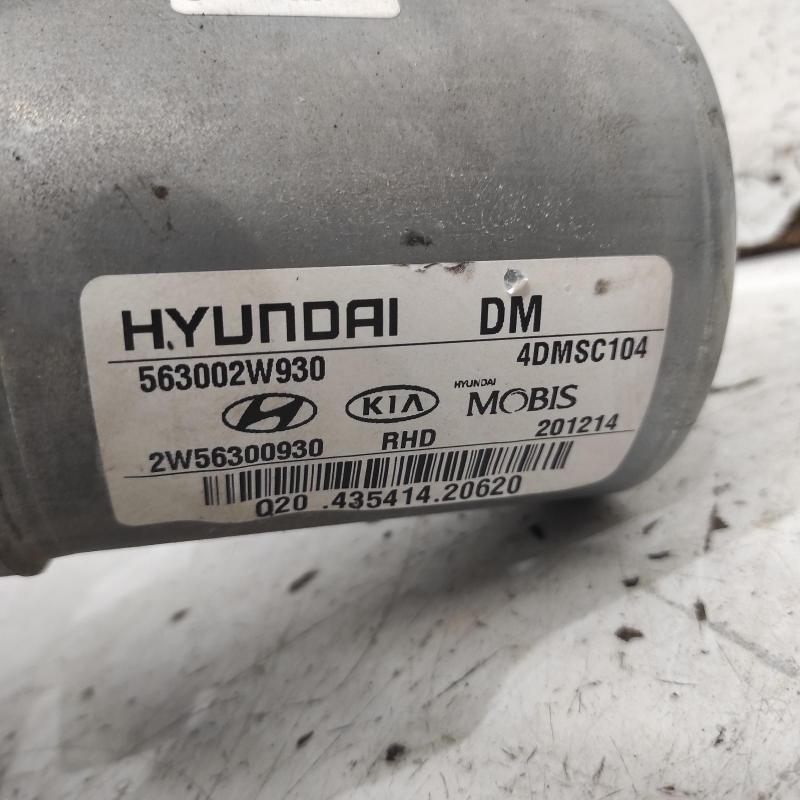 HYUNDAI DM
563002W930 4DMSC104
KIA HYUNDAI MOBIS
2W56300930 RHD 201214
Q20 .435414.20620